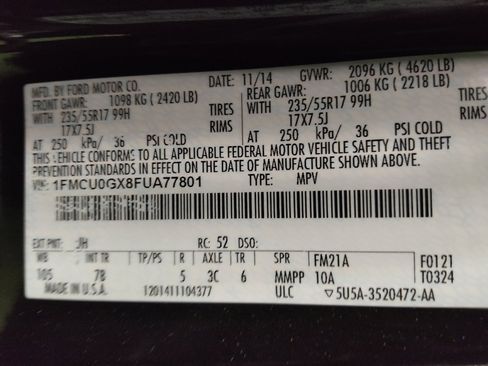 MFD. BY FORD MOTOR CO. DATE: 11/14 GVWR: 2096 KG ( 4620 LB)
FRONT GAWR: 1098 KG (2420 LB) REAR GAWR: 1006 KG ( 2218 LB)
WITH 235/55R17 99H TIRES WITH 235/55R17 99H TIRES
17X7.5J RIMS 17X7.5J RIMS
AT 250 kPa/ 36 PSI COLD AT 250 kPa/ 36 PSI COLD
THIS VEHICLE CONFORMS TO ALL APPLICABLE FEDERAL MOTOR VEHICLE SAFETY AND THEFT
PREVENTION STANDARDS IN EFFECT ON THE DATE OF MANUFACTURE SHOWN ABOVE.
VIN: 1FMCU0GX8FUA77801 TYPE: MPV
EXT PNT: JH RC: 52 DSO:
WB INT TR TP/PS R AXLE TR SPR FM21A F0121
105 7B 5 3C 6 MMPP 10A T0324
MADE IN U.S.A. 1201411104377 ULC ▽5U5A-3520472-AA